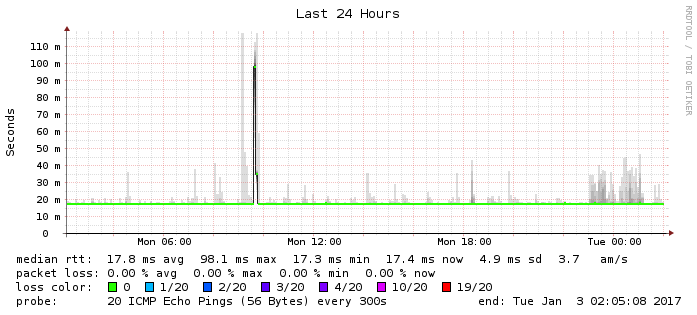 Last 24 Hours
RRDTOOL / TOBI OETIKER
Seconds
110 m
100 m
90 m
80 m
70 m
60 m
50 m
40 m
30 m
20 m
10 m
0
Mon 06:00 Mon 12:00 Mon 18:00 Tue 00:00
median rtt: 17.8 ms avg 98.1 ms max 17.3 ms min 17.4 ms now 4.9 ms sd 3.7 am/s
packet loss: 0.00 % avg 0.00 % max 0.00 % min 0.00 % now
loss color: 0 1/20 2/20 3/20 4/20 10/20 19/20
probe: 20 ICMP Echo Pings (56 Bytes) every 300s end: Tue Jan 3 02:05:08 2017